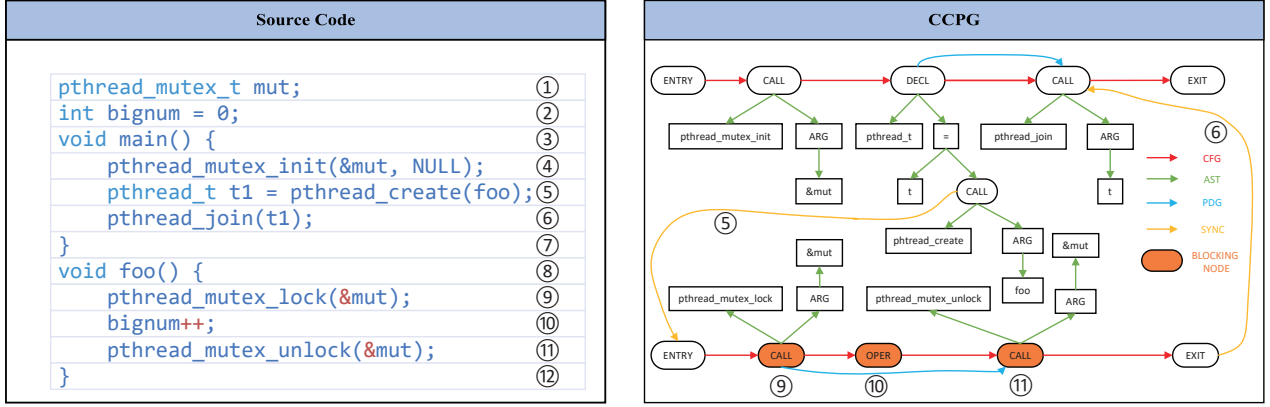 Source Code
pthread_mutex_t mut; ①
int bignum = 0; ②
void main() { ③
pthread_mutex_init(&mut, NULL); ④
pthread_t t1 = pthread_create(foo); ⑤
pthread_join(t1); ⑥
} ⑦
void foo() { ⑧
pthread_mutex_lock(&mut); ⑨
bignum++; ⑩
pthread_mutex_unlock(&mut); ⑪
} ⑫
CCPG
ENTRY CALL DECL CALL EXIT
pthread_mutex_init ARG pthread_t = pthread_join ARG ⑥
CFG
&mut t CALL t AST
PDG
⑤ SYNC
phtread_create ARG &mut
&mut BLOCKING
NODE
foo
pthread_mutex_lock ARG pthread_mutex_unlock ARG
ENTRY CALL OPER CALL EXIT
⑨ ⑩ ⑪